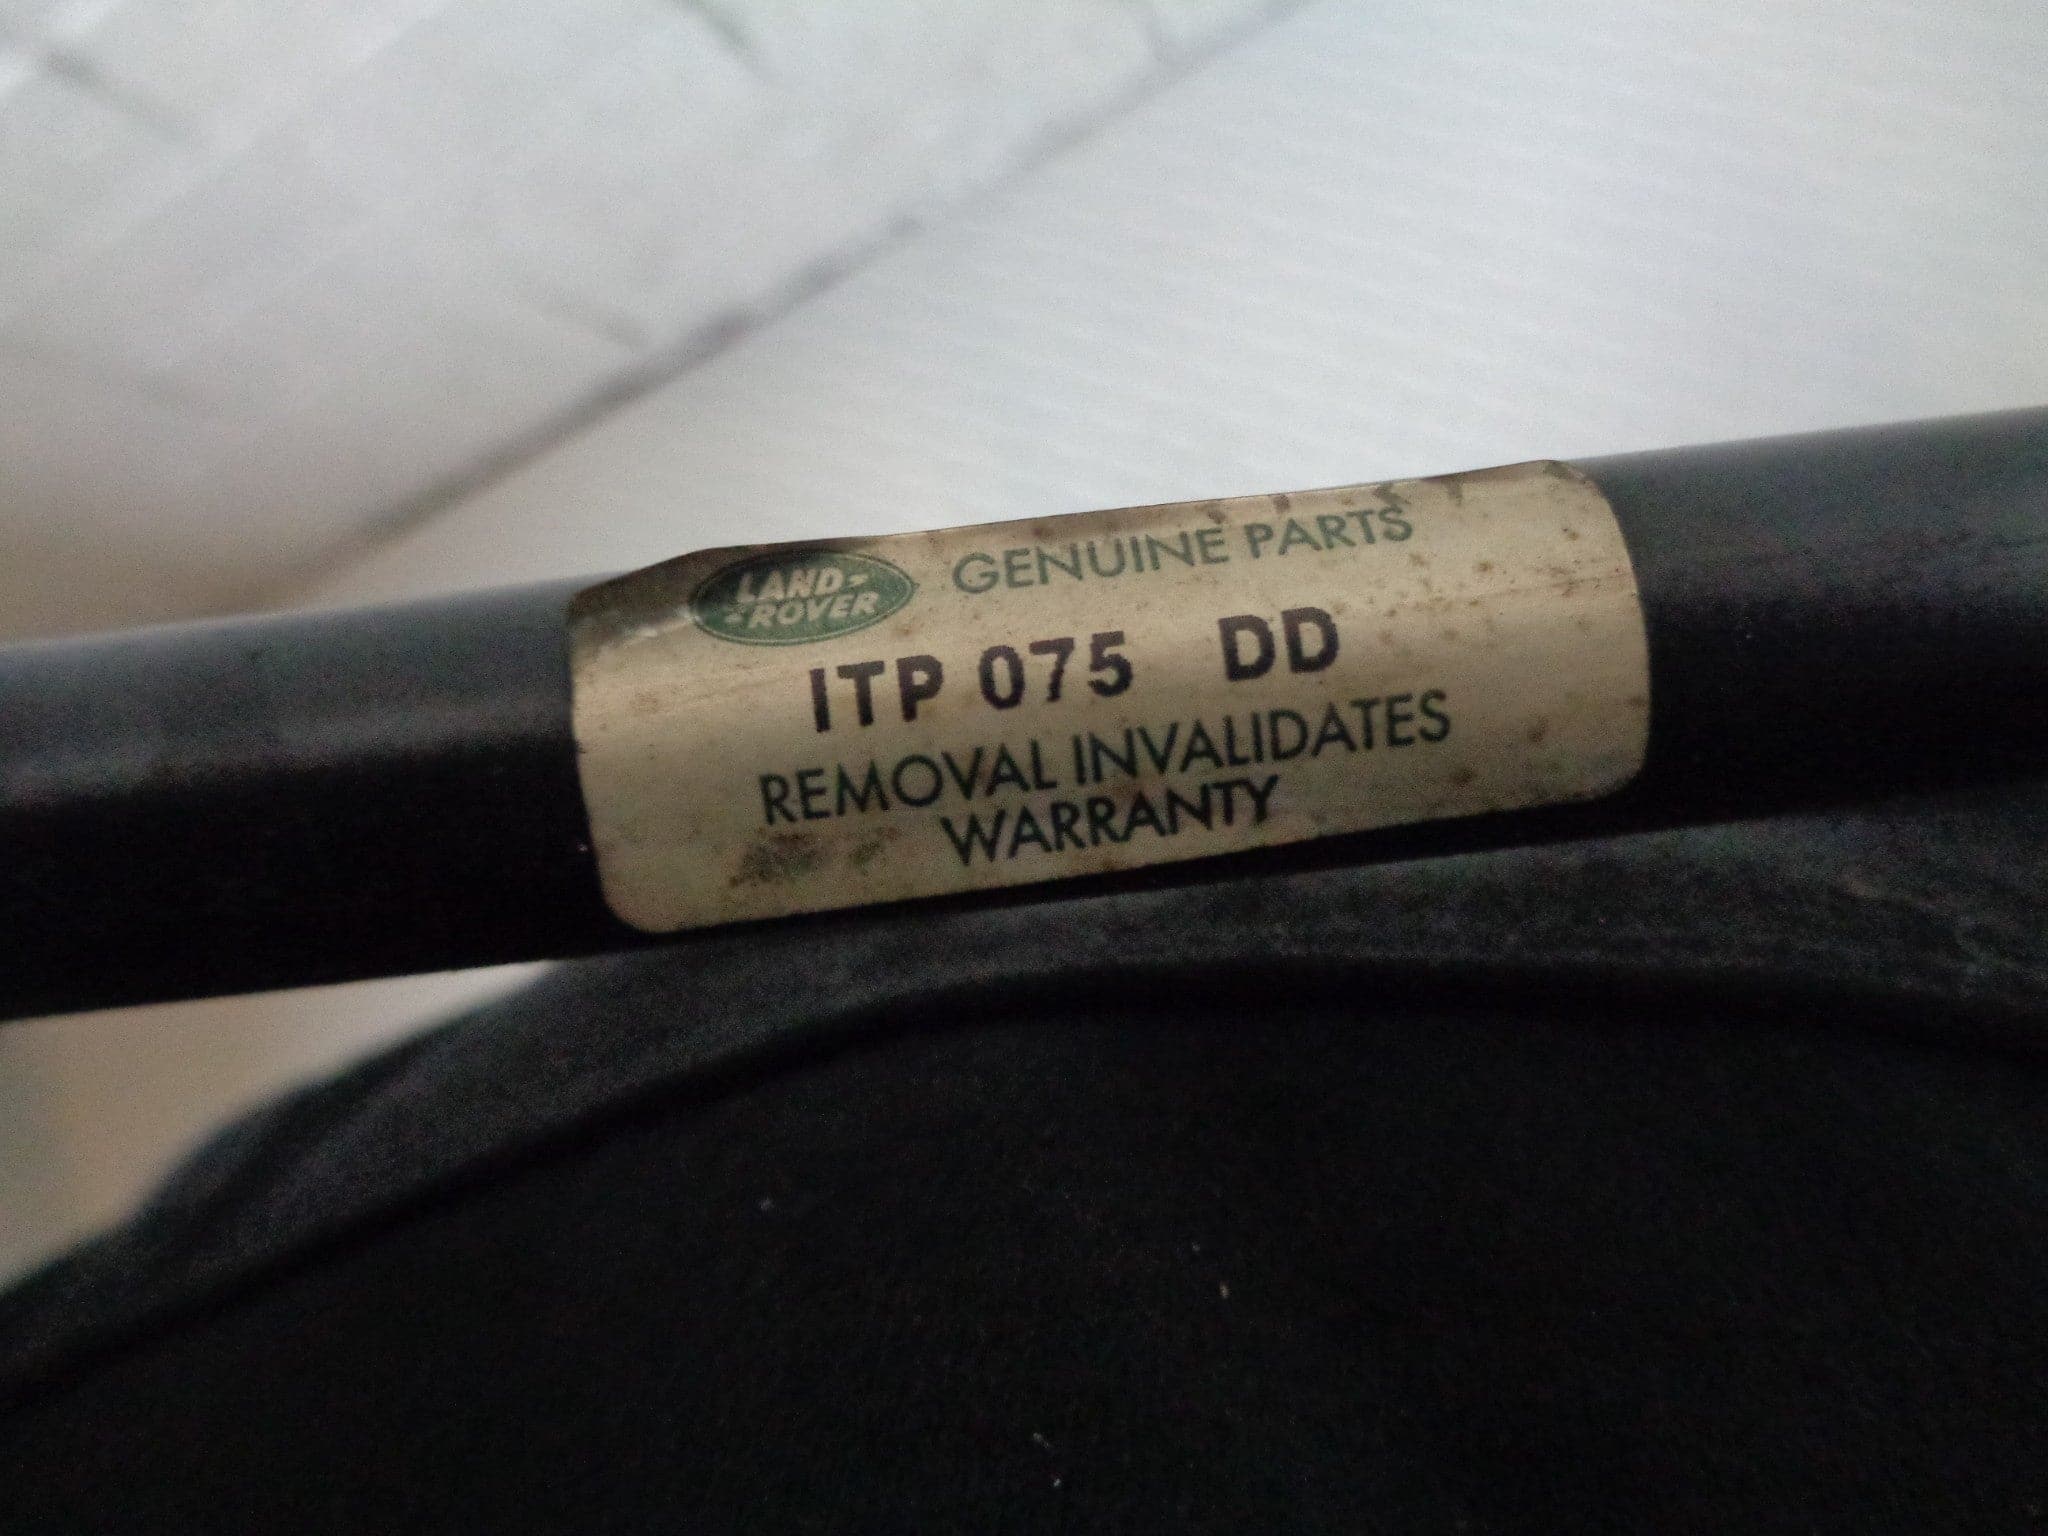 LAND-
-ROVER
GENUINE PARTS
ITP 075 DD
REMOVAL INVALIDATES
WARRANTY